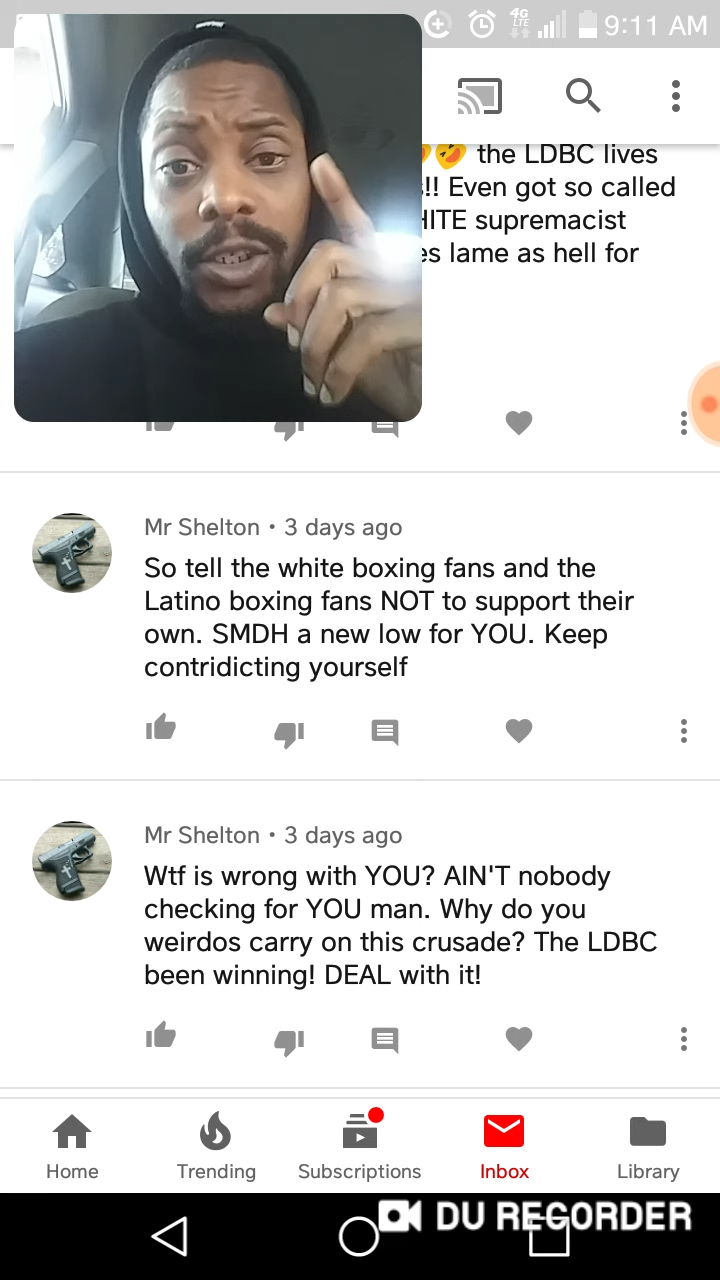 4G
LTE
9:11 AM
🤣 the LDBC lives
!! Even got so called
supremacist
lame as hell for
Mr Shelton • 3 days ago
So tell the white boxing fans and the
Latino boxing fans NOT to support their
own. SMDH a new low for YOU. Keep
contridicting yourself
Mr Shelton • 3 days ago
Wtf is wrong with YOU? AIN'T nobody
checking for YOU man. Why do you
weirdos carry on this crusade? The LDBC
been winning! DEAL with it!
Home
Trending
Subscriptions
Inbox
Library
DU RECORDER